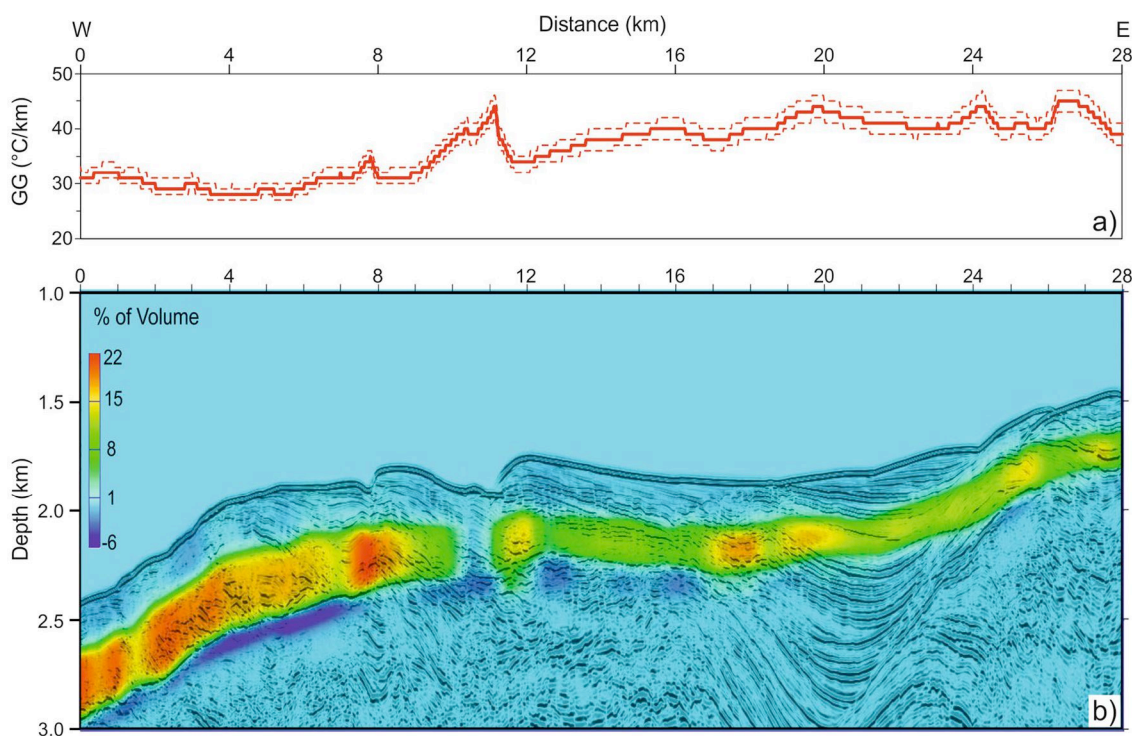 W Distance (km) E
0 4 8 12 16 20 24 28
50
40
30
20
GG (°C/km)
a)
0 4 8 12 16 20 24 28
1.0
1.5
2.0
2.5
3.0
Depth (km)
% of Volume
22
15
8
1
-6
b)